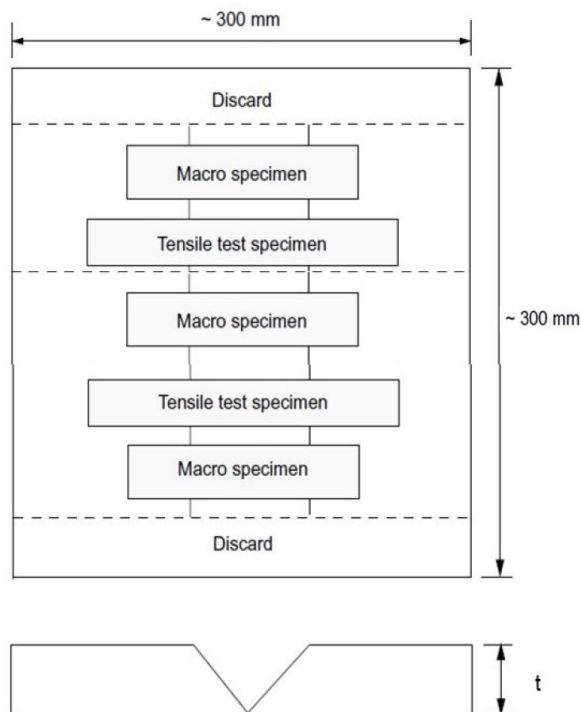 ~ 300 mm
Discard
Macro specimen
Tensile test specimen
Macro specimen
~ 300 mm
Tensile test specimen
Macro specimen
Discard
t